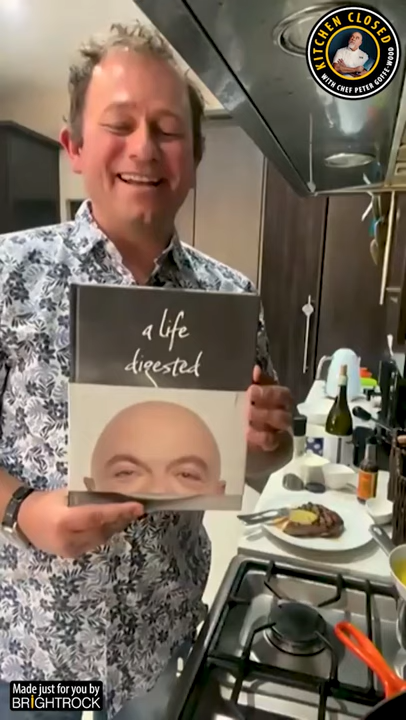 KITCHEN CLOSED
WITH CHEF PETER GOFFE-WOOD
a life
digested
Made just for you by
BRIGHTROCK